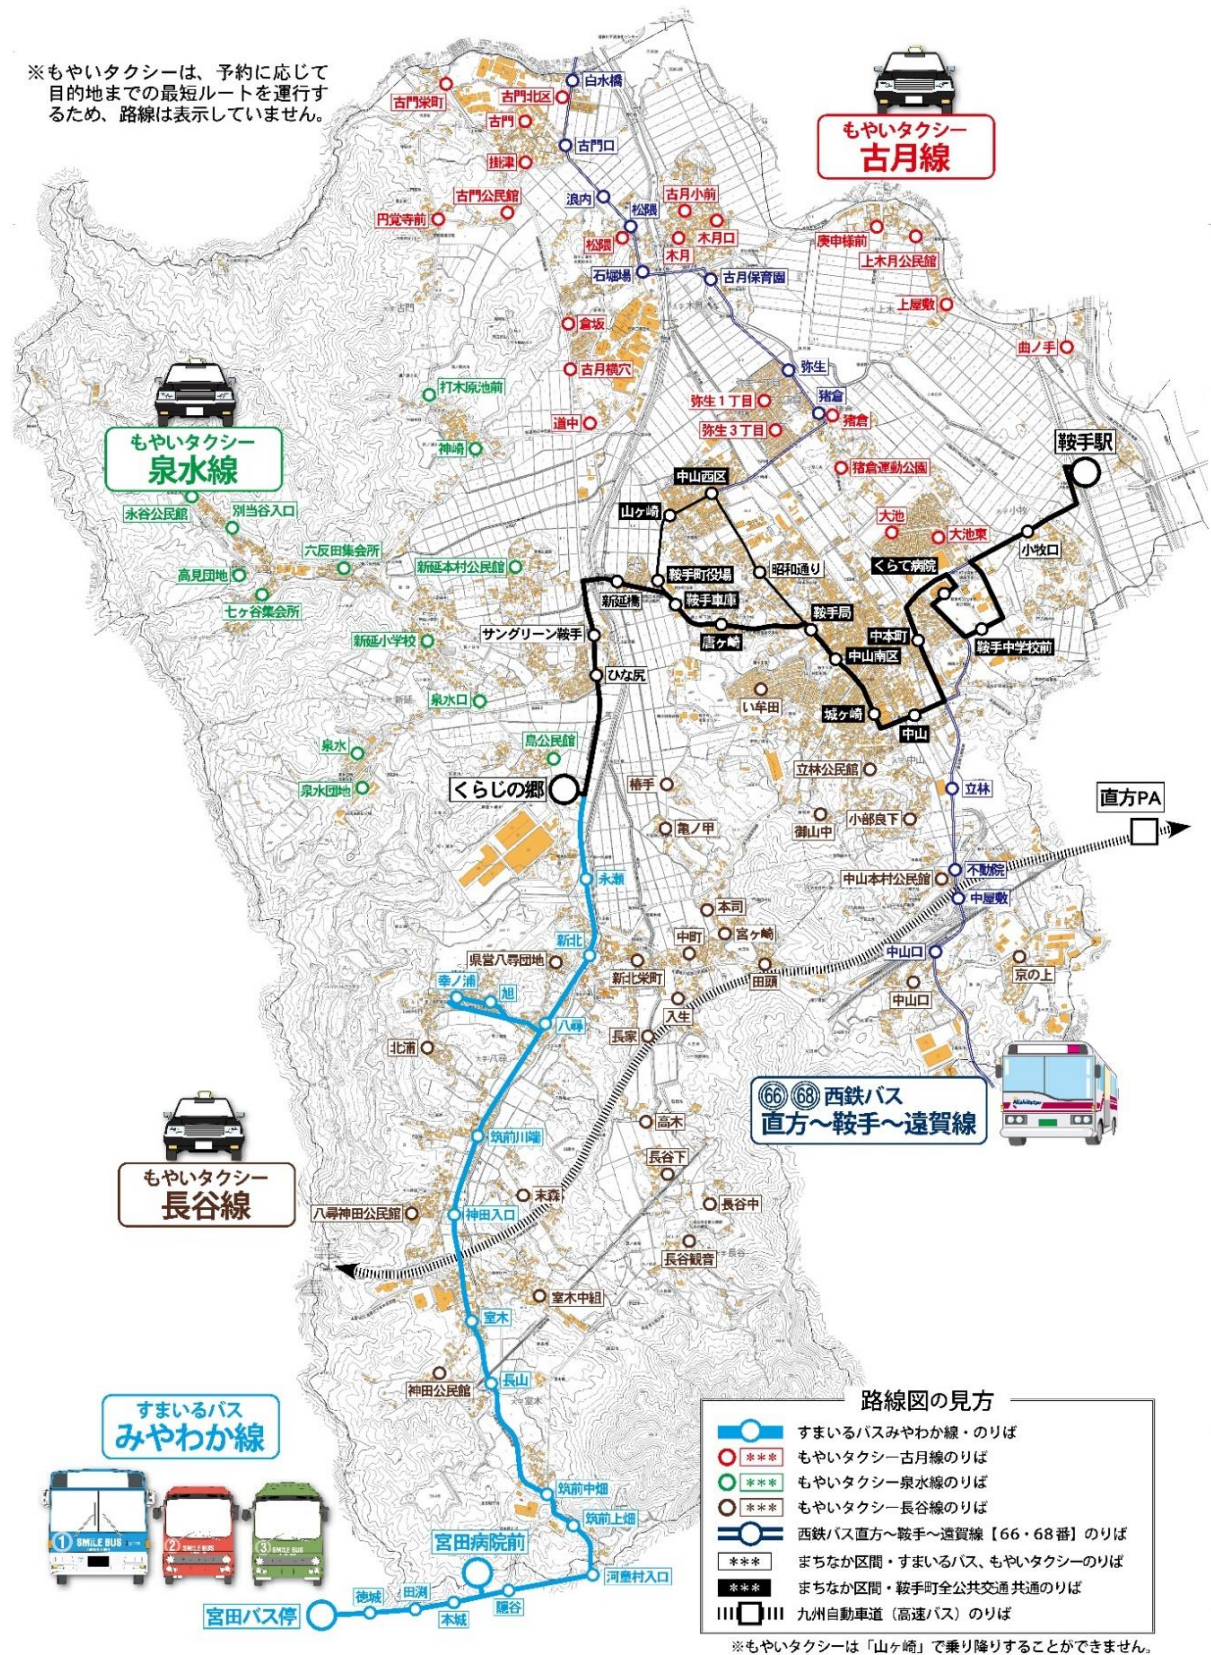 ※もやいタクシーは、予約に応じて
目的地までの最短ルートを運行す
るため、路線は表示していません。
もやいタクシー
古月線
白水橋
古門栄町
古門北区
古門
古門口
掛津
浪内
古門公民館
円覚寺前
松隈
松隈
古月小前
木月口
木月
庚申様前
上木月公民館
石堀場
古月保育園
上屋敷
倉坂
曲ノ手
古月横穴
弥生
打木原池前
弥生1丁目
猪倉
猪倉
道中
弥生3丁目
神崎
鞍手駅
もやいタクシー
泉水線
猪倉運動公園
中山西区
永谷公民館
別当谷入口
山ヶ崎
大池
大池東
小牧口
六反田集会所
高見団地
新延本村公民館
くらて病院
昭和通り
鞍手町役場
新延橋
七ヶ谷集会所
鞍手車庫
鞍手局
サングリーン鞍手
新延小学校
唐ヶ崎
中本町
鞍手中学校前
中山南区
ひな尻
泉水口
い牟田
城ヶ崎
中山
泉水
島公民館
立林公民館
くらじの郷
椿手
泉水団地
立林
直方PA
御山中
小部良下
亀ノ甲
不動院
永瀬
中山本村公民館
中屋敷
本司
宮ヶ崎
新北
中町
中山口
県営八尋団地
新北栄町
田頭
京の上
中山口
幸ノ浦
旭
入生
八尋
長家
北浦
66 68 西鉄バス
直方～鞍手～遠賀線
Nishitetsu
高木
筑前川端
もやいタクシー
長谷線
長谷下
末森
長谷中
八尋神田公民館
神田入口
長谷観音
室木中組
室木
神田公民館
長山
すまいるバス
みやわか線
1 SMILE BUS
2 SMILE BUS
3 SMILE BUS
筑前中畑
筑前上畑
宮田病院前
河童村入口
徳城
田渕
本城
隠谷
宮田バス停
路線図の見方
すまいるバスみやわか線・のりば
*** もやいタクシー古月線のりば
*** もやいタクシー泉水線のりば
*** もやいタクシー長谷線のりば
西鉄バス直方～鞍手～遠賀線【66・68番】のりば
*** まちなか区間・すまいるバス、もやいタクシーのりば
*** まちなか区間・鞍手町全公共交通共通のりば
九州自動車道（高速バス）のりば
※もやいタクシーは「山ヶ崎」で乗り降りすることができません。